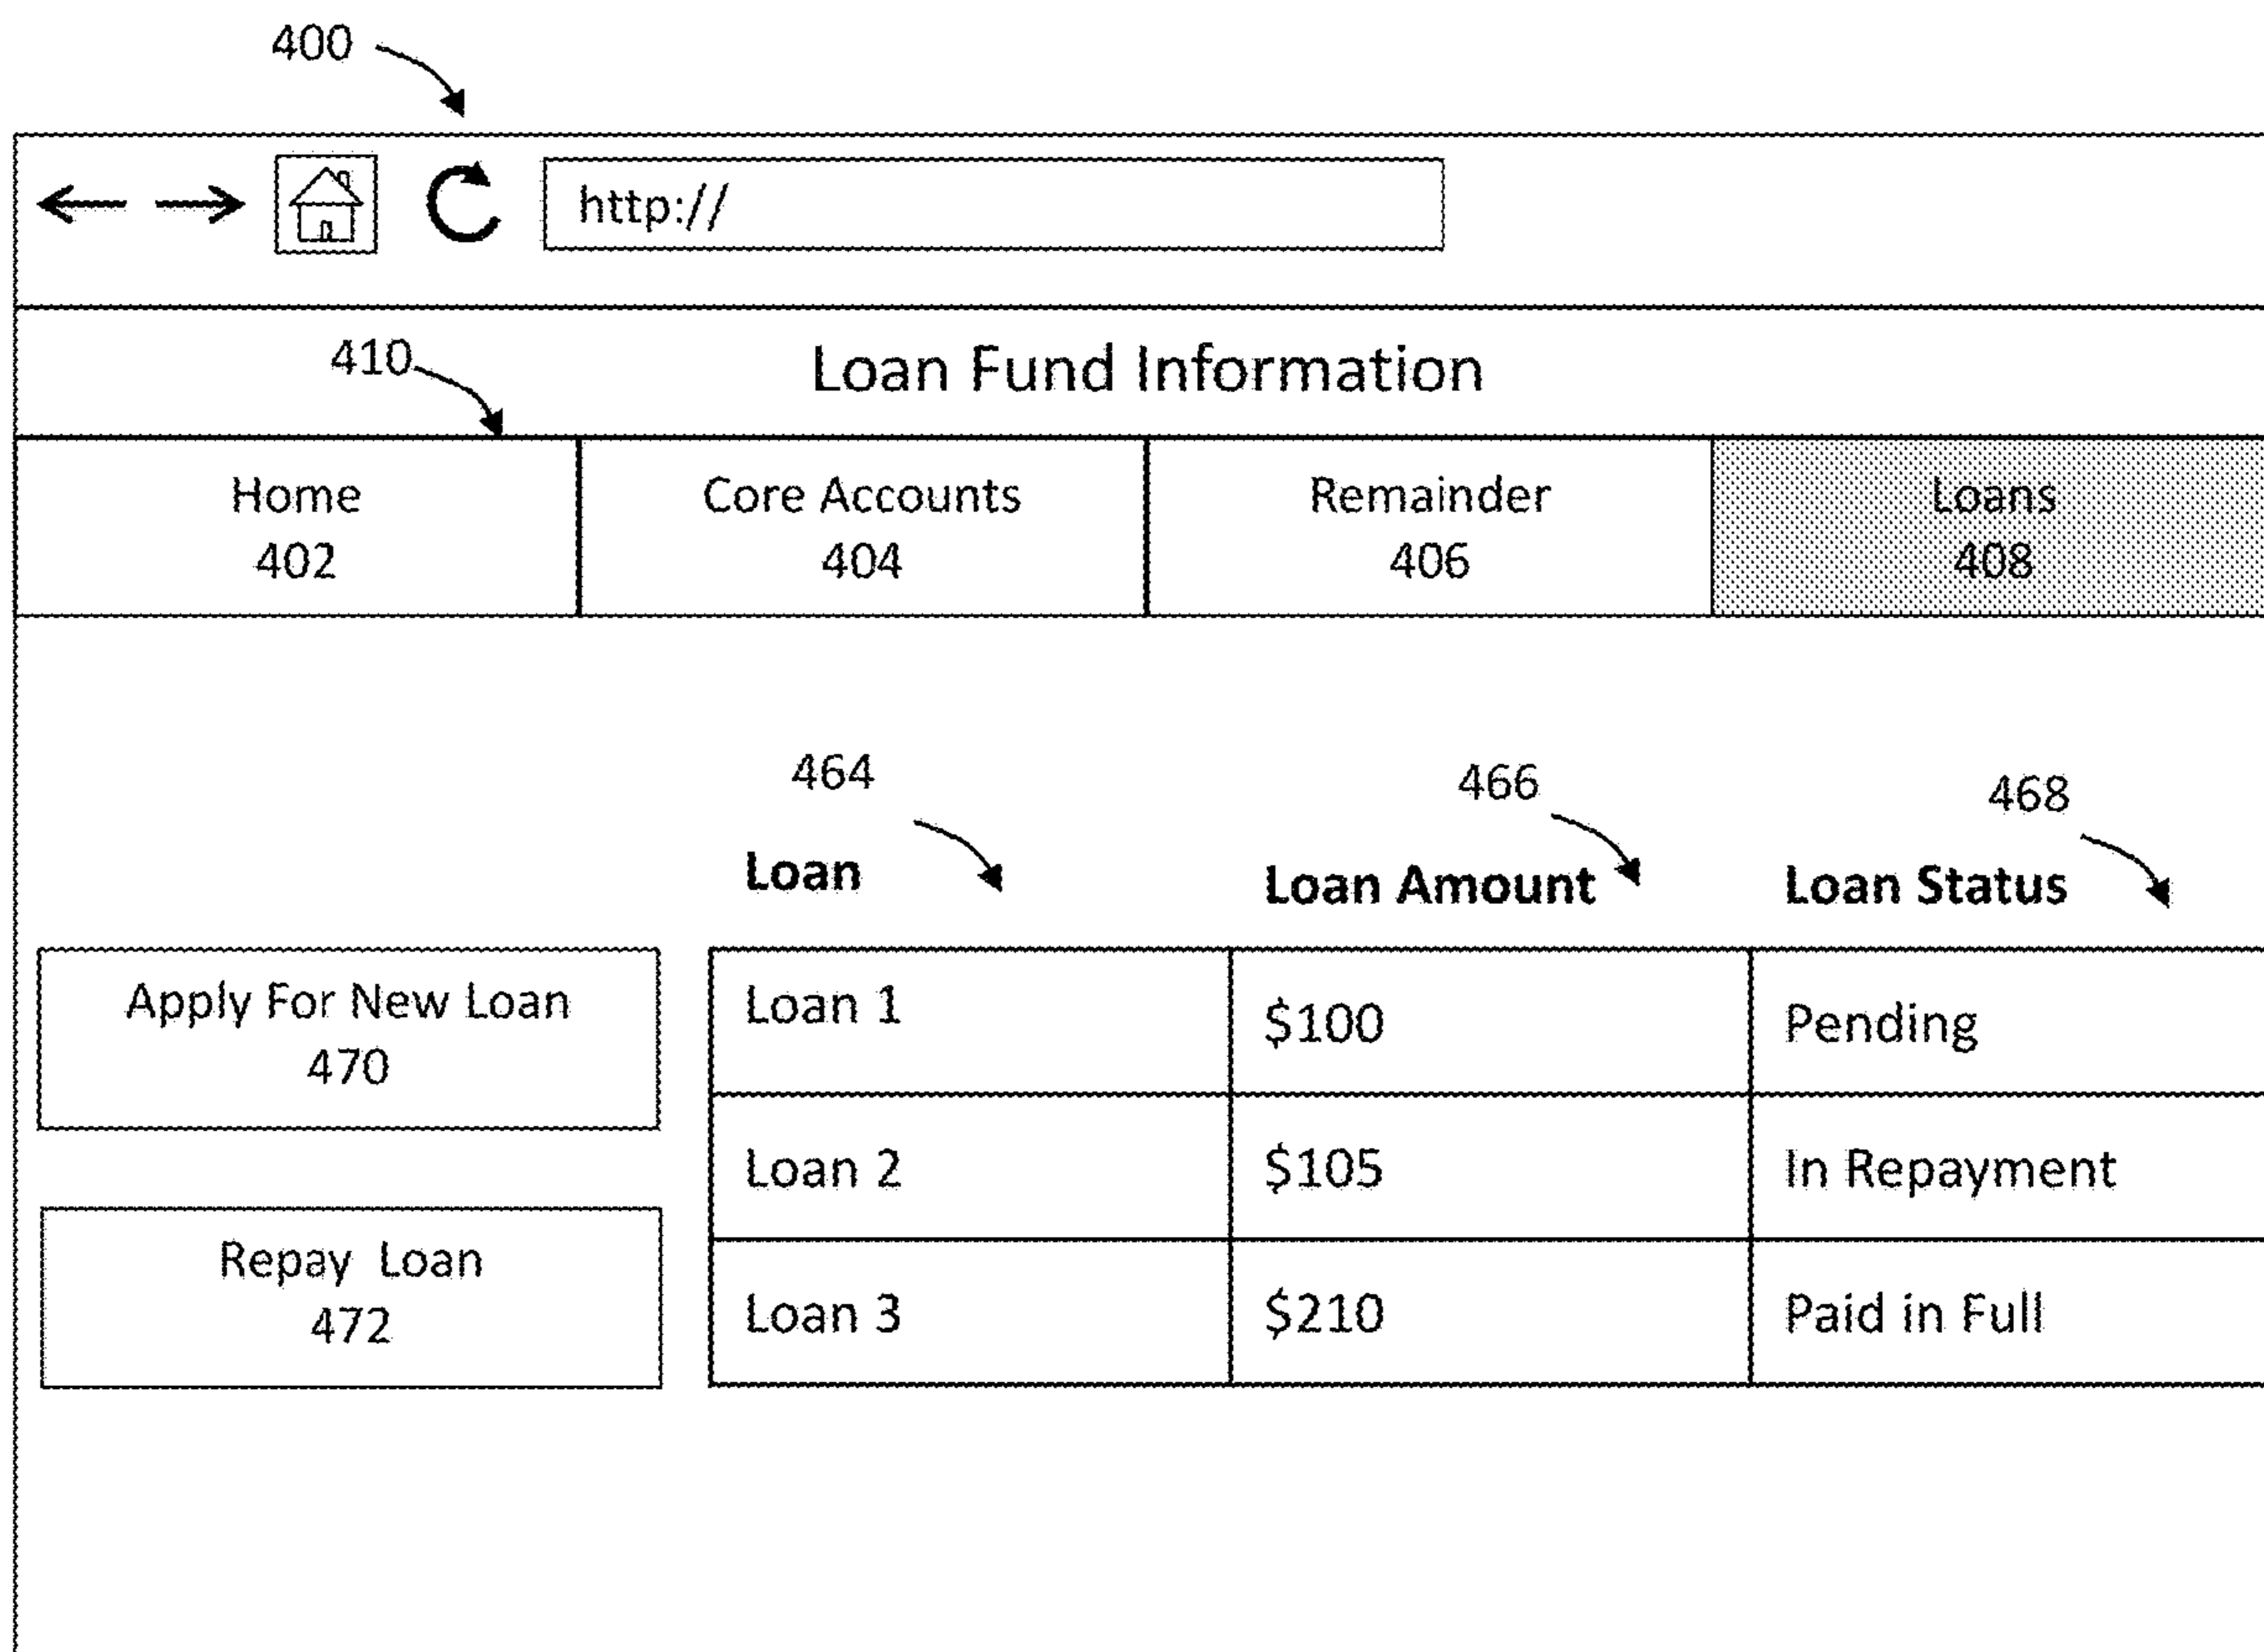 400
http://
410
Loan Fund Information
Home
402
Core Accounts
404
Remainder
406
Loans
408
464
466
468
Loan
Loan Amount
Loan Status
Apply For New Loan
470
Repay Loan
472
Loan 1
$100
Pending
Loan 2
$105
In Repayment
Loan 3
$210
Paid in Full